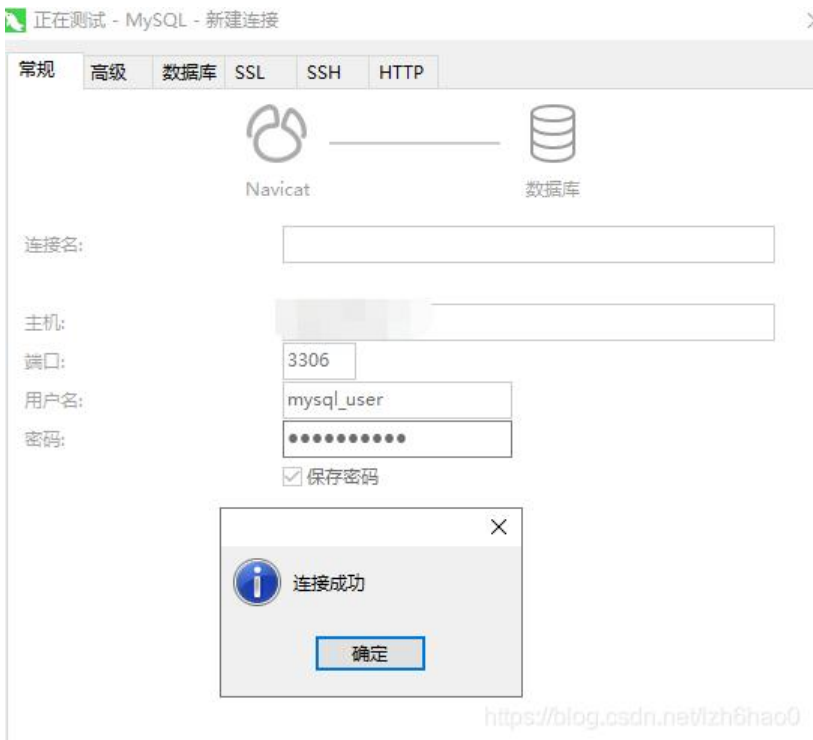 正在测试 - MySQL - 新建连接
常规 高级 数据库 SSL SSH HTTP
Navicat 数据库
连接名:
主机:
端口: 3306
用户名: mysql_user
密码: ●●●●●●●●●●
保存密码
连接成功
确定
https://blog.csdn.net/lzh6hao0